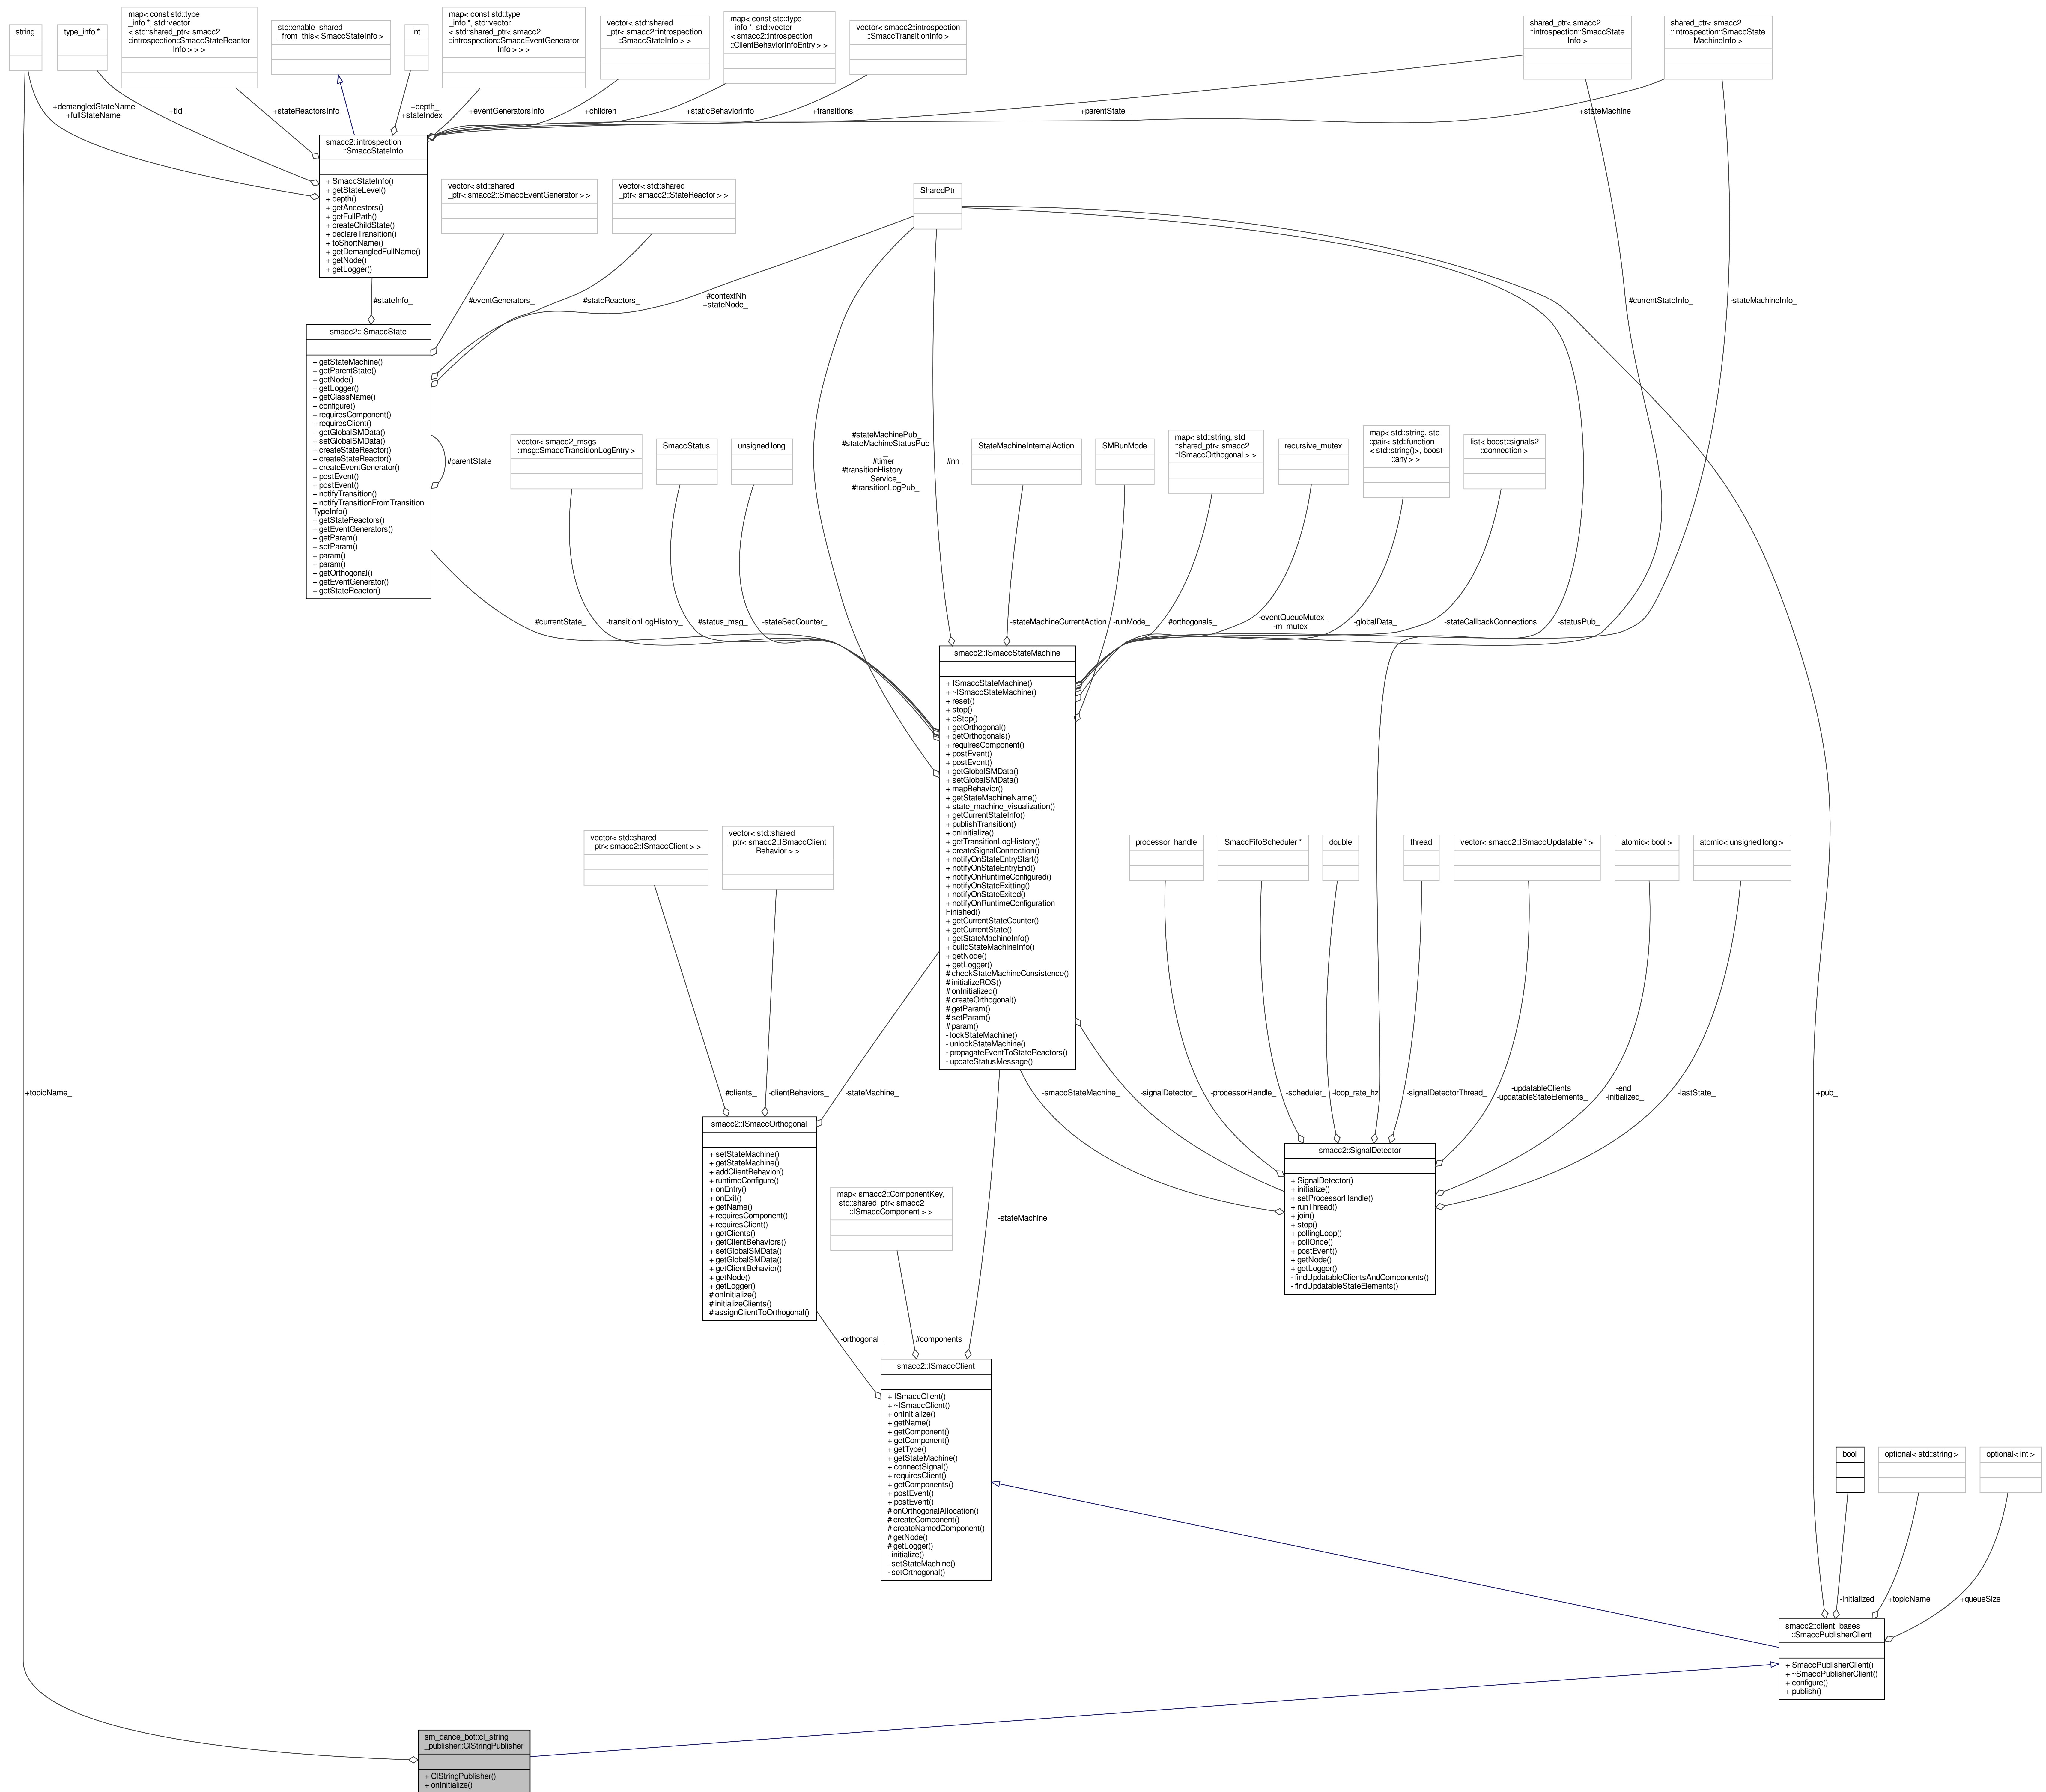 string
type_info *
map< const std::type
_info *, std::vector
< std::shared_ptr< smacc2
::introspection::SmaccStateReactor
Info > > >
std::enable_shared
_from_this< SmaccStateInfo >
int
map< const std::type
_info *, std::vector
< std::shared_ptr< smacc2
::introspection::SmaccEventGenerator
Info > > >
vector< std::shared
_ptr< smacc2::introspection
::SmaccStateInfo > >
map< const std::type
_info *, std::vector
< smacc2::introspection
::ClientBehaviorInfoEntry > >
vector< smacc2::introspection
::SmaccTransitionInfo >
shared_ptr< smacc2
::introspection::SmaccState
Info >
shared_ptr< smacc2
::introspection::SmaccState
MachineInfo >
+demangledStateName
+fullStateName
+tid_
+stateReactorsInfo
+depth_
+stateIndex_
+eventGeneratorsInfo
+children_
+staticBehaviorInfo
+transitions_
+parentState_
+stateMachine_
smacc2::introspection
::SmaccStateInfo
+ SmaccStateInfo()
+ getStateLevel()
+ depth()
+ getAncestors()
+ getFullPath()
+ createChildState()
+ declareTransition()
+ toShortName()
+ getDemangledFullName()
+ getNode()
+ getLogger()
vector< std::shared
_ptr< smacc2::SmaccEventGenerator > >
vector< std::shared
_ptr< smacc2::StateReactor > >
SharedPtr
#stateInfo_
#eventGenerators_
#stateReactors_
#contextNh
+stateNode_
#currentStateInfo_
-stateMachineInfo_
smacc2::ISmaccState
+ getStateMachine()
+ getParentState()
+ getNode()
+ getLogger()
+ getClassName()
+ configure()
+ requiresComponent()
+ requiresClient()
+ getGlobalSMData()
+ setGlobalSMData()
+ createStateReactor()
+ createStateReactor()
+ createEventGenerator()
+ postEvent()
+ postEvent()
+ notifyTransition()
+ notifyTransitionFromTransition
TypeInfo()
+ getStateReactors()
+ getEventGenerators()
+ getParam()
+ setParam()
+ param()
+ param()
+ getOrthogonal()
+ getEventGenerator()
+ getStateReactor()
#parentState_
vector< smacc2_msgs
::msg::SmaccTransitionLogEntry >
SmaccStatus
unsigned long
#stateMachinePub_
#stateMachineStatusPub
_
#timer_
#transitionHistory
Service_
#transitionLogPub_
#nh_
StateMachineInternalAction
SMRunMode
map< std::string, std
::shared_ptr< smacc2
::ISmaccOrthogonal > >
recursive_mutex
map< std::string, std
::pair< std::function
< std::string()>, boost
::any > >
list< boost::signals2
::connection >
#currentState_
-transitionLogHistory_
#status_msg_
-stateSeqCounter_
-stateMachineCurrentAction
-runMode_
#orthogonals_
-eventQueueMutex_
-m_mutex_
-globalData_
-stateCallbackConnections
-statusPub_
smacc2::ISmaccStateMachine
+ ISmaccStateMachine()
+ ~ISmaccStateMachine()
+ reset()
+ stop()
+ eStop()
+ getOrthogonal()
+ getOrthogonals()
+ requiresComponent()
+ postEvent()
+ postEvent()
+ getGlobalSMData()
+ setGlobalSMData()
+ mapBehavior()
+ getStateMachineName()
+ state_machine_visualization()
+ getCurrentStateInfo()
+ publishTransition()
+ onInitialize()
+ getTransitionLogHistory()
+ createSignalConnection()
+ notifyOnStateEntryStart()
+ notifyOnStateEntryEnd()
+ notifyOnRuntimeConfigured()
+ notifyOnStateExitting()
+ notifyOnStateExited()
+ notifyOnRuntimeConfiguration
Finished()
+ getCurrentStateCounter()
+ getCurrentState()
+ getStateMachineInfo()
+ buildStateMachineInfo()
+ getNode()
+ getLogger()
# checkStateMachineConsistence()
# initializeROS()
# onInitialized()
# createOrthogonal()
# getParam()
# setParam()
# param()
- lockStateMachine()
- unlockStateMachine()
- propagateEventToStateReactors()
- updateStatusMessage()
vector< std::shared
_ptr< smacc2::ISmaccClient > >
vector< std::shared
_ptr< smacc2::ISmaccClient
Behavior > >
processor_handle
SmaccFifoScheduler *
double
thread
vector< smacc2::ISmaccUpdatable * >
atomic< bool >
atomic< unsigned long >
+topicName_
#clients_
-clientBehaviors_
-stateMachine_
-smaccStateMachine_
-signalDetector_
-processorHandle_
-scheduler_
-loop_rate_hz
-signalDetectorThread_
-updatableClients_
-updatableStateElements_
-end_
-initialized_
-lastState_
+pub_
smacc2::ISmaccOrthogonal
+ setStateMachine()
+ getStateMachine()
+ addClientBehavior()
+ runtimeConfigure()
+ onEntry()
+ onExit()
+ getName()
+ requiresComponent()
+ requiresClient()
+ getClients()
+ getClientBehaviors()
+ setGlobalSMData()
+ getGlobalSMData()
+ getClientBehavior()
+ getNode()
+ getLogger()
# onInitialize()
# initializeClients()
# assignClientToOrthogonal()
smacc2::SignalDetector
+ SignalDetector()
+ initialize()
+ setProcessorHandle()
+ runThread()
+ join()
+ stop()
+ pollingLoop()
+ pollOnce()
+ postEvent()
+ getNode()
+ getLogger()
- findUpdatableClientsAndComponents()
- findUpdatableStateElements()
map< smacc2::ComponentKey,
std::shared_ptr< smacc2
::ISmaccComponent > >
-stateMachine_
-orthogonal_
#components_
smacc2::ISmaccClient
+ ISmaccClient()
+ ~ISmaccClient()
+ onInitialize()
+ getName()
+ getComponent()
+ getComponent()
+ getType()
+ getStateMachine()
+ connectSignal()
+ requiresClient()
+ getComponents()
+ postEvent()
+ postEvent()
# onOrthogonalAllocation()
# createComponent()
# createNamedComponent()
# getNode()
# getLogger()
- initialize()
- setStateMachine()
- setOrthogonal()
bool
optional< std::string >
optional< int >
-initialized_
+topicName
+queueSize
smacc2::client_bases
::SmaccPublisherClient
+ SmaccPublisherClient()
+ ~SmaccPublisherClient()
+ configure()
+ publish()
sm_dance_bot::cl_string
_publisher::ClStringPublisher
+ ClStringPublisher()
+ onInitialize()